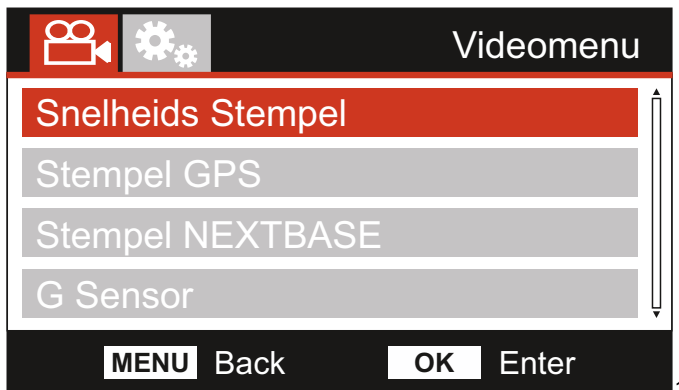 Videomenu
Snelheids Stempel
Stempel GPS
Stempel NEXTBASE
G Sensor
MENU Back OK Enter